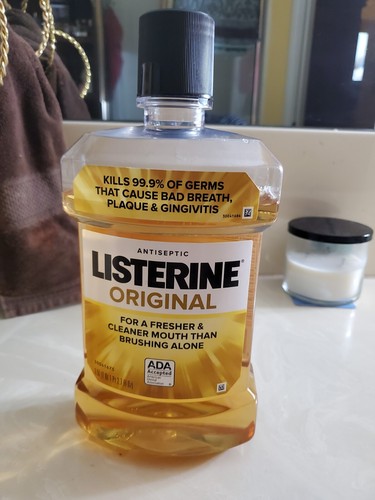 KILLS 99.9% OF GERMS
THAT CAUSE BAD BREATH,
PLAQUE & GINGIVITIS
ANTISEPTIC
LISTERINE®
ORIGINAL
FOR A FRESHER &
CLEANER MOUTH THAN
BRUSHING ALONE
ADA
Accepted